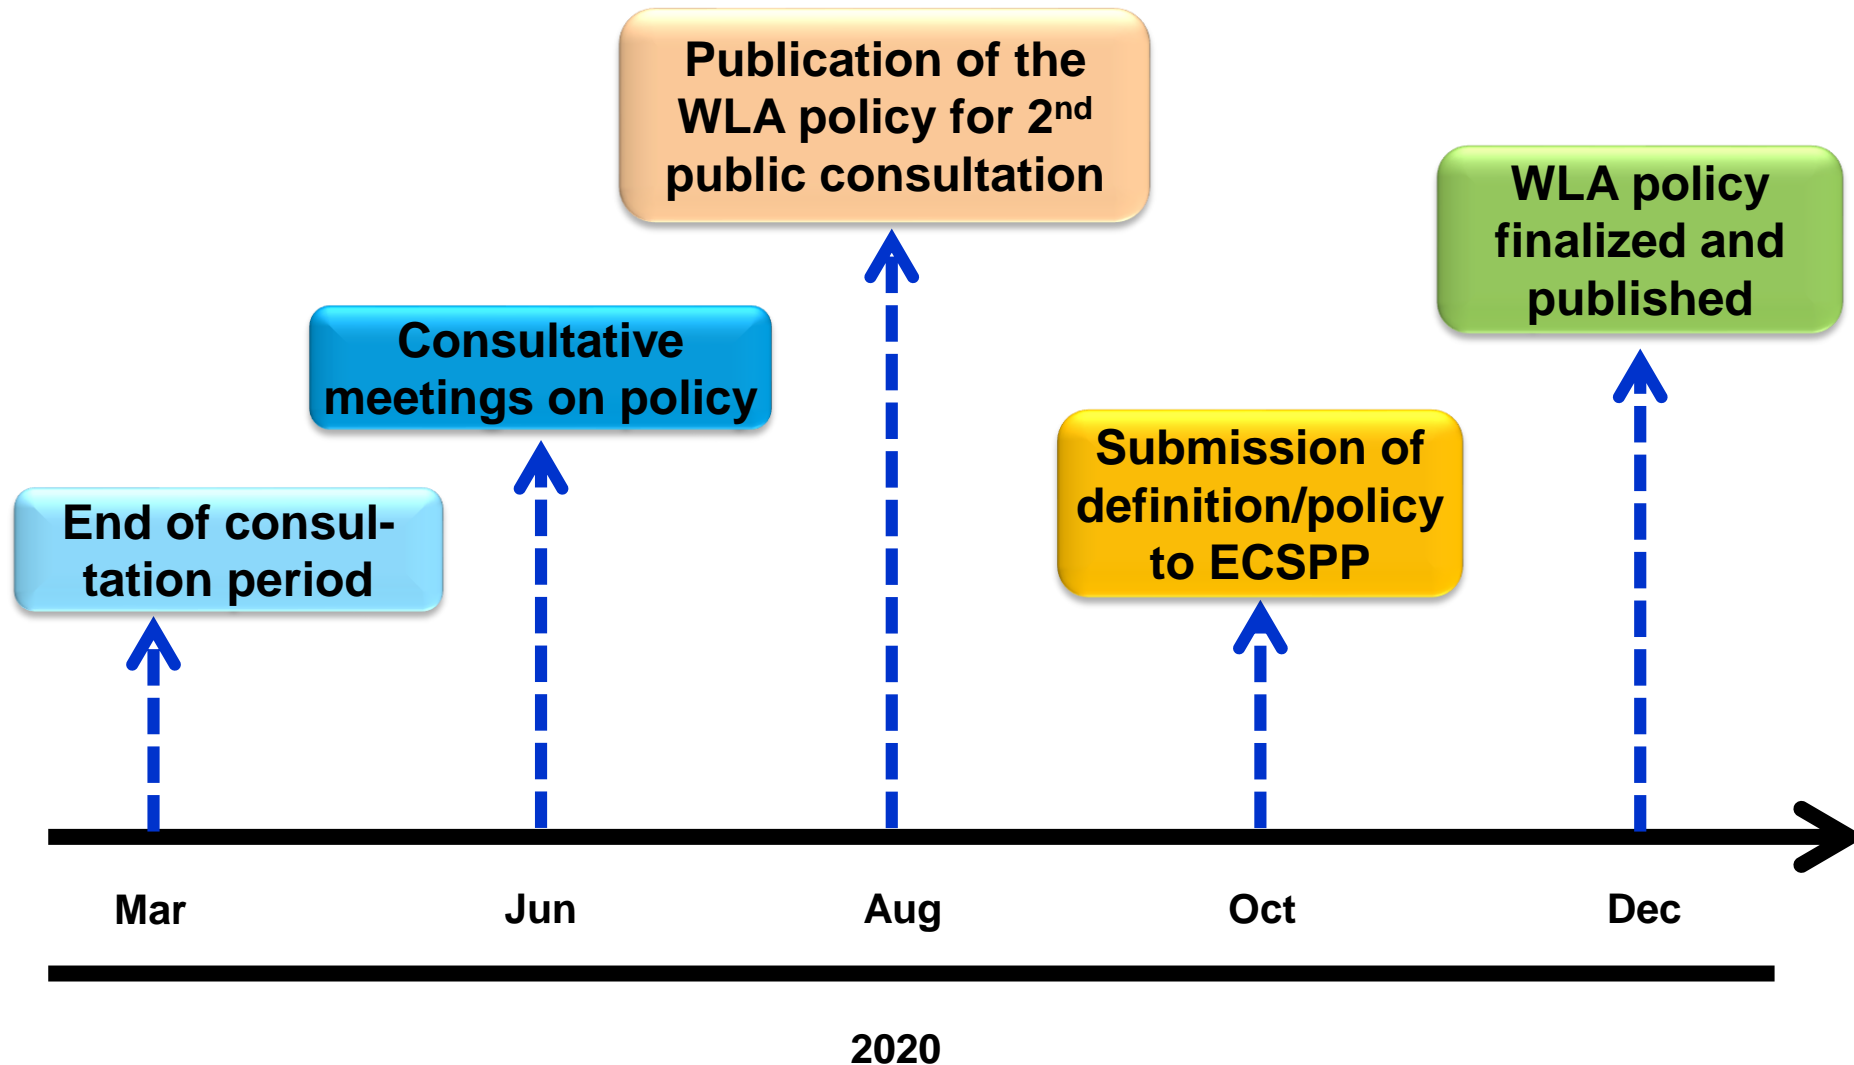 Publication of the
WLA policy for 2nd
public consultation
WLA policy
finalized and
published
Consultative
meetings on policy
Submission of
definition/policy
to ECSPP
End of consul-
tation period
Mar
Jun
Aug
Oct
Dec
2020